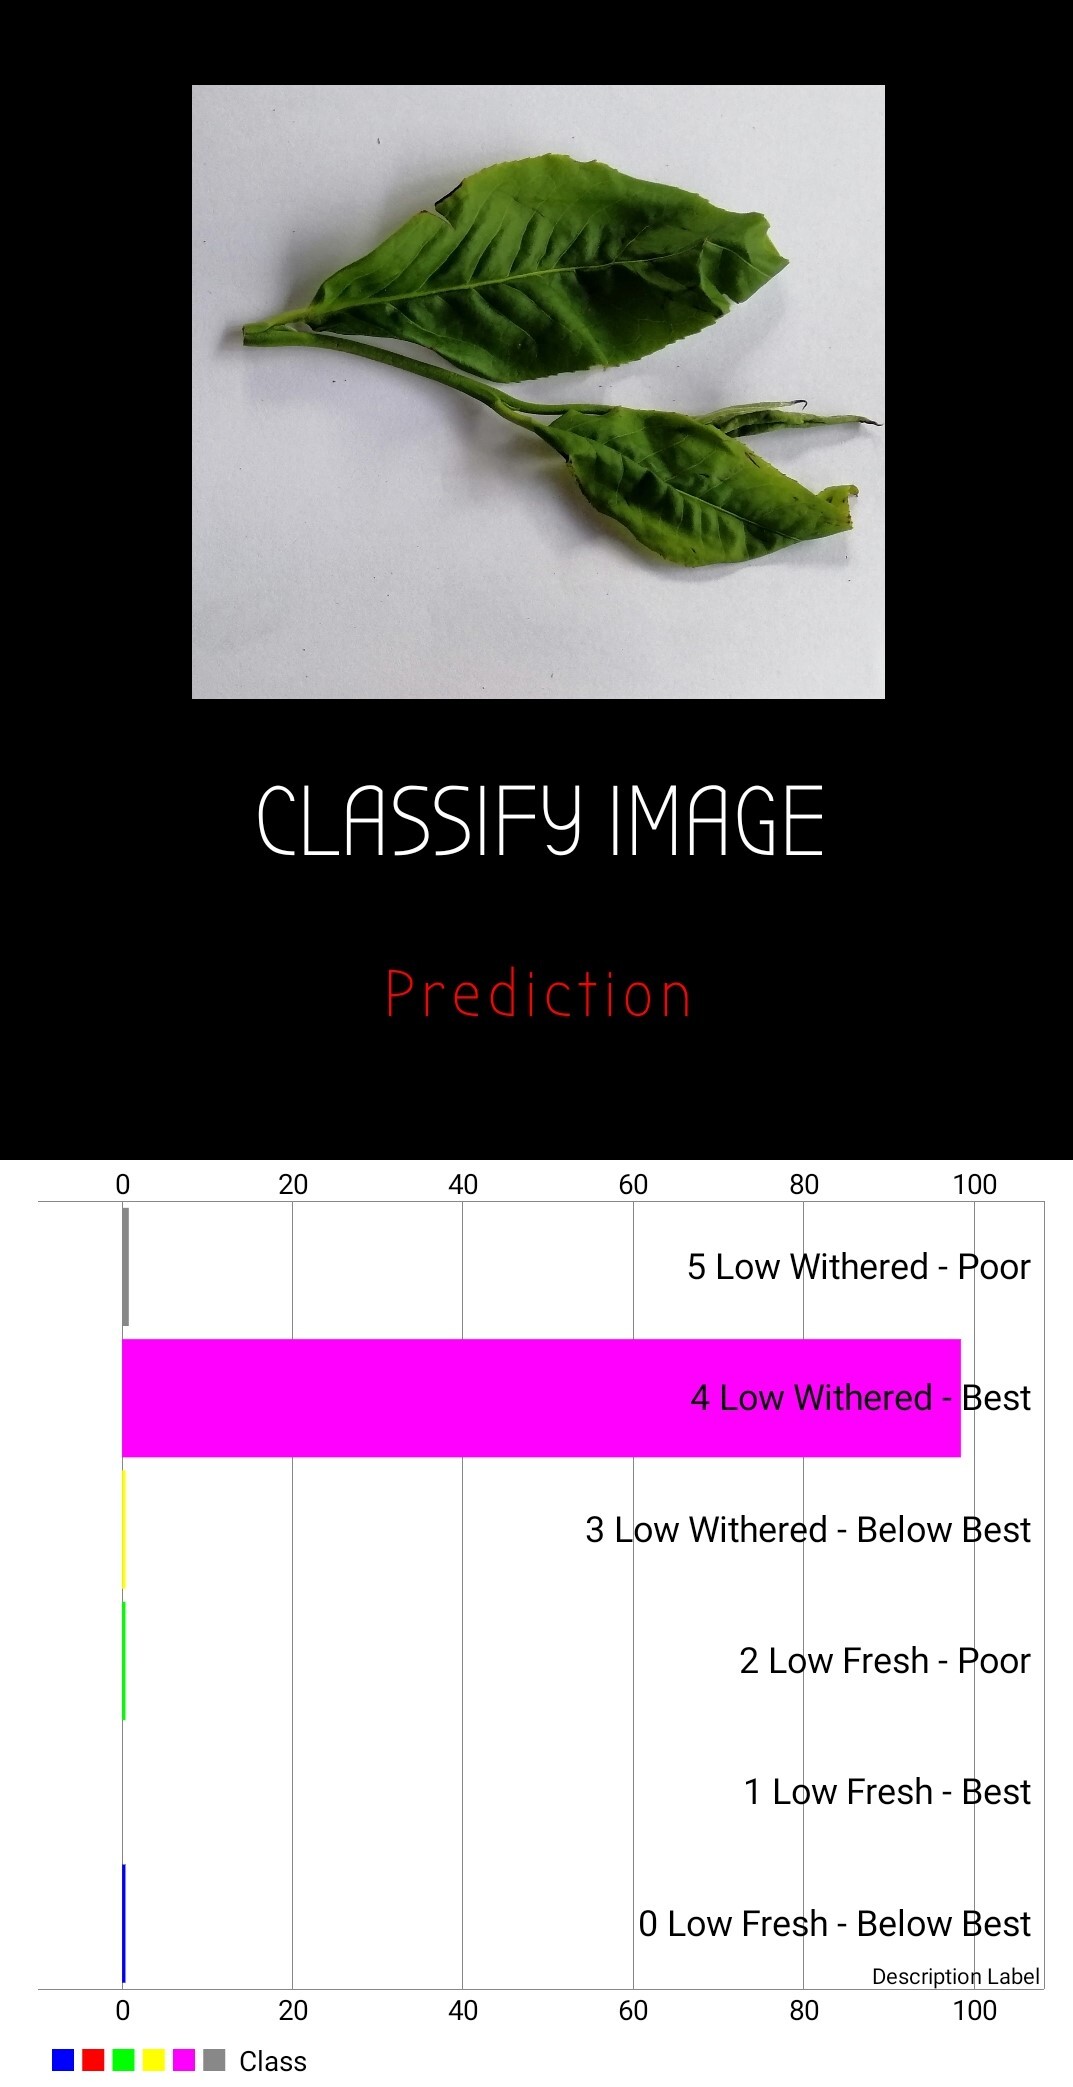 CLASSIFY IMAGE
Prediction
0 20 40 60 80 100
5 Low Withered - Poor
4 Low Withered - Best
3 Low Withered - Below Best
2 Low Fresh - Poor
1 Low Fresh - Best
0 Low Fresh - Below Best
Description Label
0 20 40 60 80 100
Class